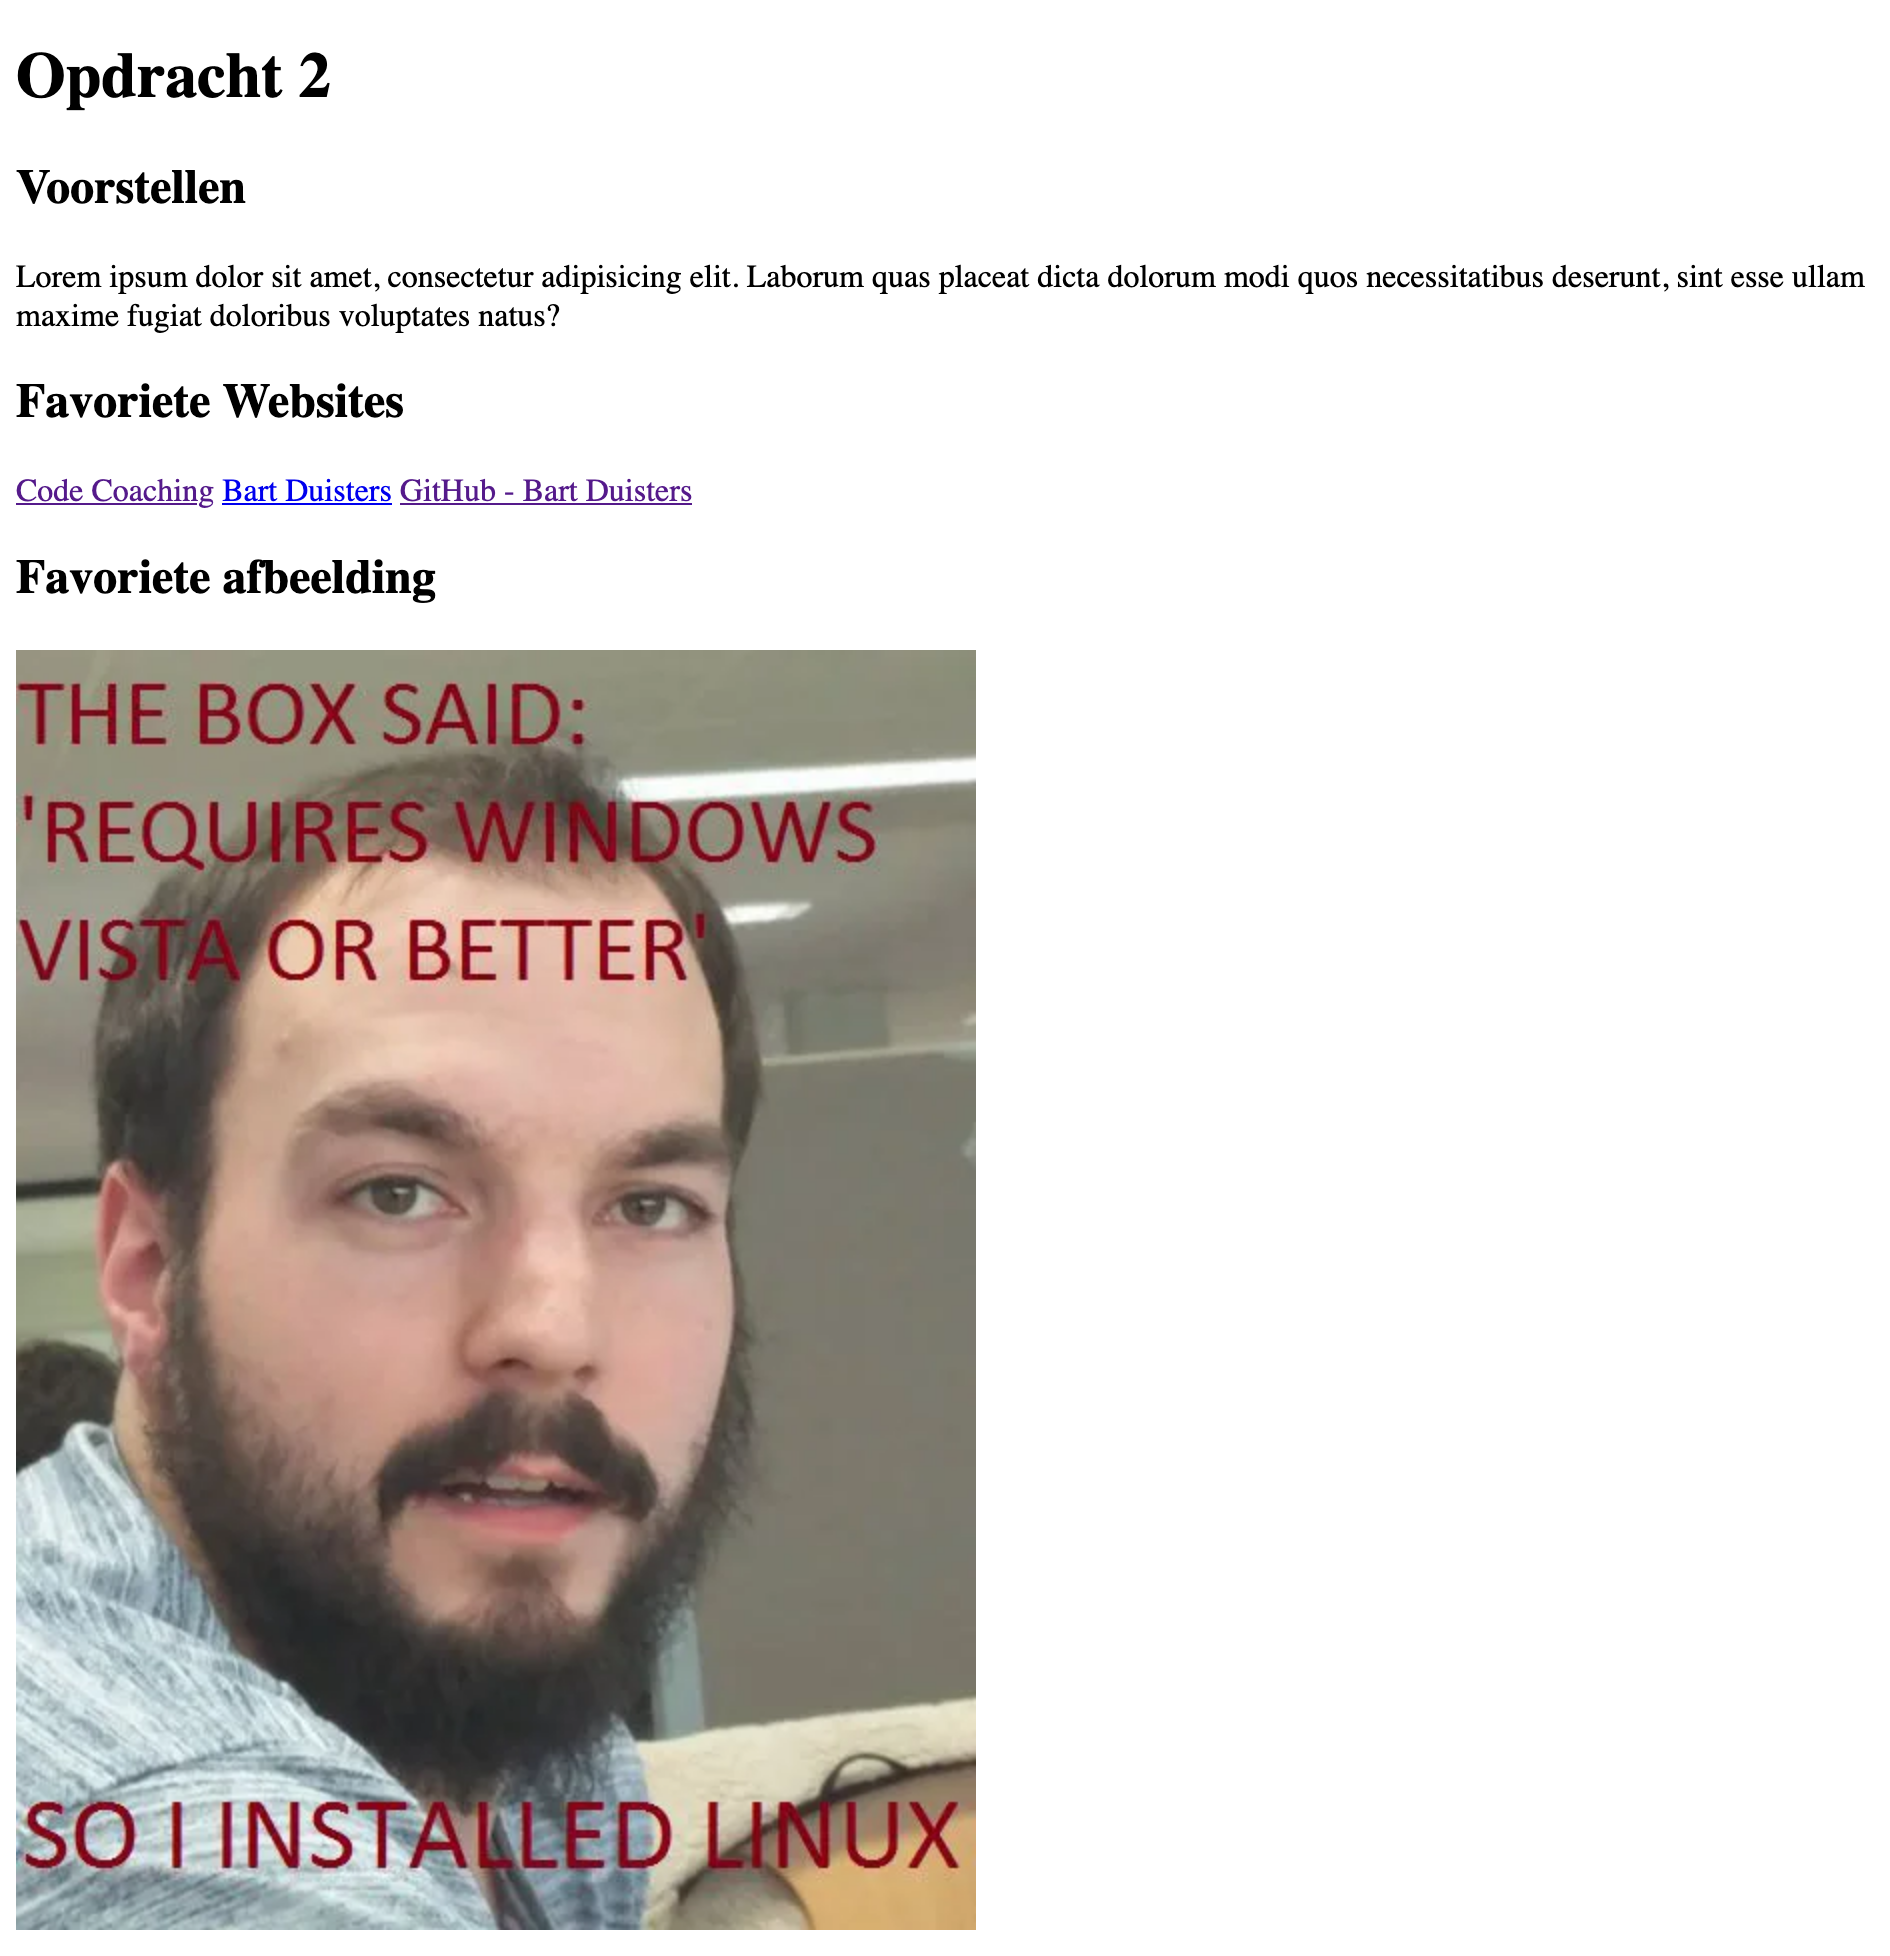 Opdracht 2
Voorstellen
Lorem ipsum dolor sit amet, consectetur adipisicing elit. Laborum quas placeat dicta dolorum modi quos necessitatibus deserunt, sint esse ullam
maxime fugiat doloribus voluptates natus?
Favoriete Websites
Code Coaching Bart Duisters GitHub - Bart Duisters
Favoriete afbeelding
THE BOX SAID:
'REQUIRES WINDOWS
VISTA OR BETTER'
SO I INSTALLED LINUX